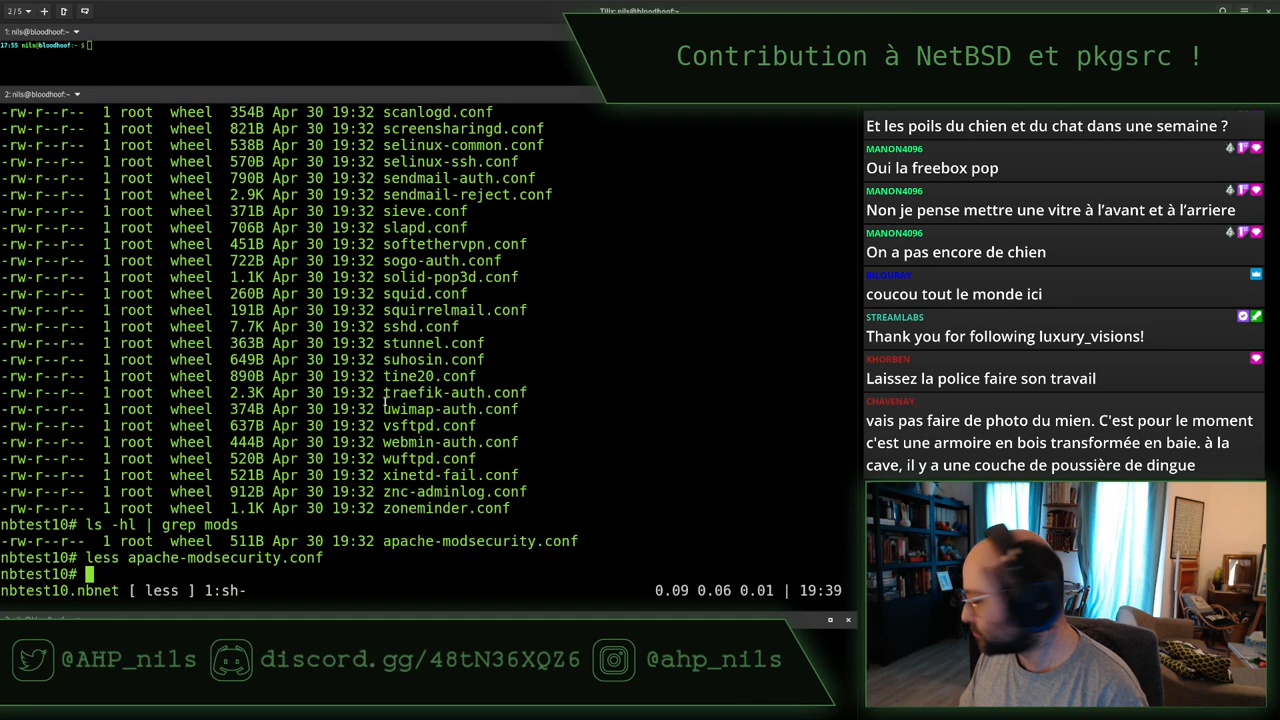 2 / 5
Tilix: nils@bloodhoof:~
1: nils@bloodhoof:~
17:55 nils@bloodhoof:~ $
Contribution à NetBSD et pkgsrc !
2: nils@bloodhoof:~
-rw-r--r--  1 root  wheel  354B Apr 30 19:32 scanlogd.conf
-rw-r--r--  1 root  wheel  821B Apr 30 19:32 screensharingd.conf
-rw-r--r--  1 root  wheel  538B Apr 30 19:32 selinux-common.conf
-rw-r--r--  1 root  wheel  570B Apr 30 19:32 selinux-ssh.conf
-rw-r--r--  1 root  wheel  790B Apr 30 19:32 sendmail-auth.conf
-rw-r--r--  1 root  wheel  2.9K Apr 30 19:32 sendmail-reject.conf
-rw-r--r--  1 root  wheel  371B Apr 30 19:32 sieve.conf
-rw-r--r--  1 root  wheel  706B Apr 30 19:32 slapd.conf
-rw-r--r--  1 root  wheel  451B Apr 30 19:32 softethervpn.conf
-rw-r--r--  1 root  wheel  722B Apr 30 19:32 sogo-auth.conf
-rw-r--r--  1 root  wheel  1.1K Apr 30 19:32 solid-pop3d.conf
-rw-r--r--  1 root  wheel  260B Apr 30 19:32 squid.conf
-rw-r--r--  1 root  wheel  191B Apr 30 19:32 squirrelmail.conf
-rw-r--r--  1 root  wheel  7.7K Apr 30 19:32 sshd.conf
-rw-r--r--  1 root  wheel  363B Apr 30 19:32 stunnel.conf
-rw-r--r--  1 root  wheel  649B Apr 30 19:32 suhosin.conf
-rw-r--r--  1 root  wheel  890B Apr 30 19:32 tine20.conf
-rw-r--r--  1 root  wheel  2.3K Apr 30 19:32 traefik-auth.conf
-rw-r--r--  1 root  wheel  374B Apr 30 19:32 uwimap-auth.conf
-rw-r--r--  1 root  wheel  637B Apr 30 19:32 vsftpd.conf
-rw-r--r--  1 root  wheel  444B Apr 30 19:32 webmin-auth.conf
-rw-r--r--  1 root  wheel  520B Apr 30 19:32 wuftpd.conf
-rw-r--r--  1 root  wheel  521B Apr 30 19:32 xinetd-fail.conf
-rw-r--r--  1 root  wheel  912B Apr 30 19:32 znc-adminlog.conf
-rw-r--r--  1 root  wheel  1.1K Apr 30 19:32 zoneminder.conf
nbtest10# ls -hl | grep mods
-rw-r--r--  1 root  wheel  511B Apr 30 19:32 apache-modsecurity.conf
nbtest10# less apache-modsecurity.conf
nbtest10#
nbtest10.nbnet [ less ] 1:sh-    0.09 0.06 0.01 | 19:39
Et les poils du chien et du chat dans une semaine ?
MANON4096
Oui la freebox pop
MANON4096
Non je pense mettre une vitre à l’avant et à l’arriere
MANON4096
On a pas encore de chien
BILOURAY
coucou tout le monde ici
STREAMLABS
Thank you for following luxury_visions!
KHORBEN
Laissez la police faire son travail
CHAVENAY
vais pas faire de photo du mien. C'est pour le moment
c'est une armoire en bois transformée en baie. à la
cave, il y a une couche de poussière de dingue
@AHP_nils
discord.gg/48tN36XQZ6
@ahp_nils